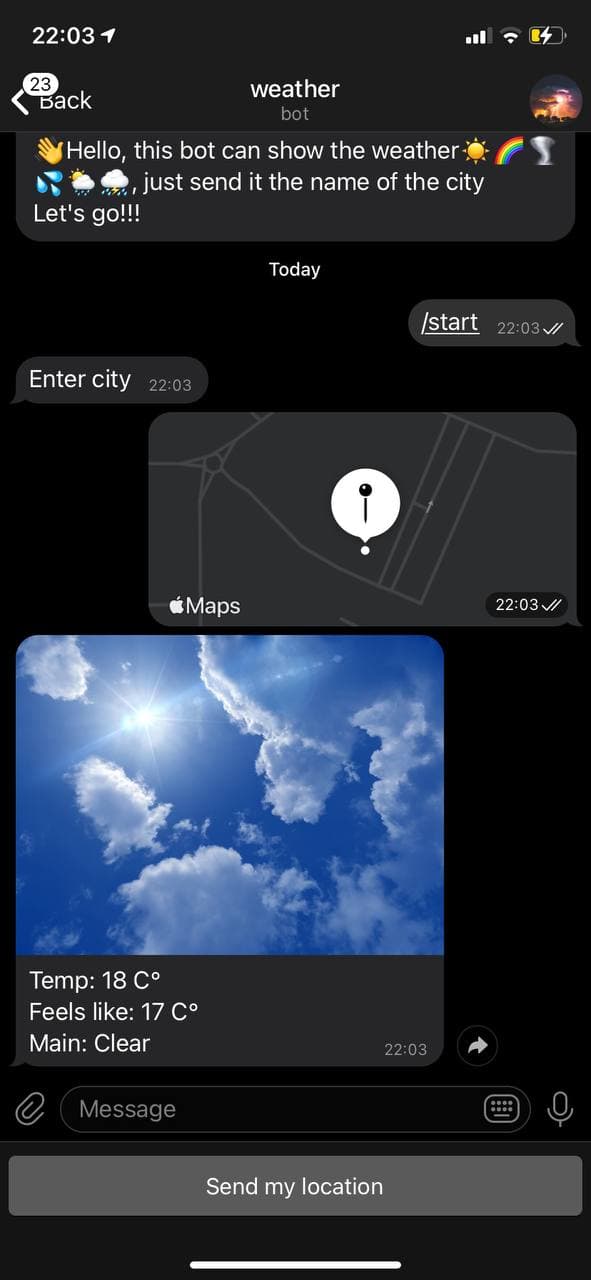 22:03
23
Back
weather
bot
👋Hello, this bot can show the weather☀️🌈🌪
💦🌦⛈, just send it the name of the city
Let's go!!!
Today
/start 22:03
Enter city 22:03
Maps
22:03
Temp: 18 C°
Feels like: 17 C°
Main: Clear
22:03
Message
Send my location